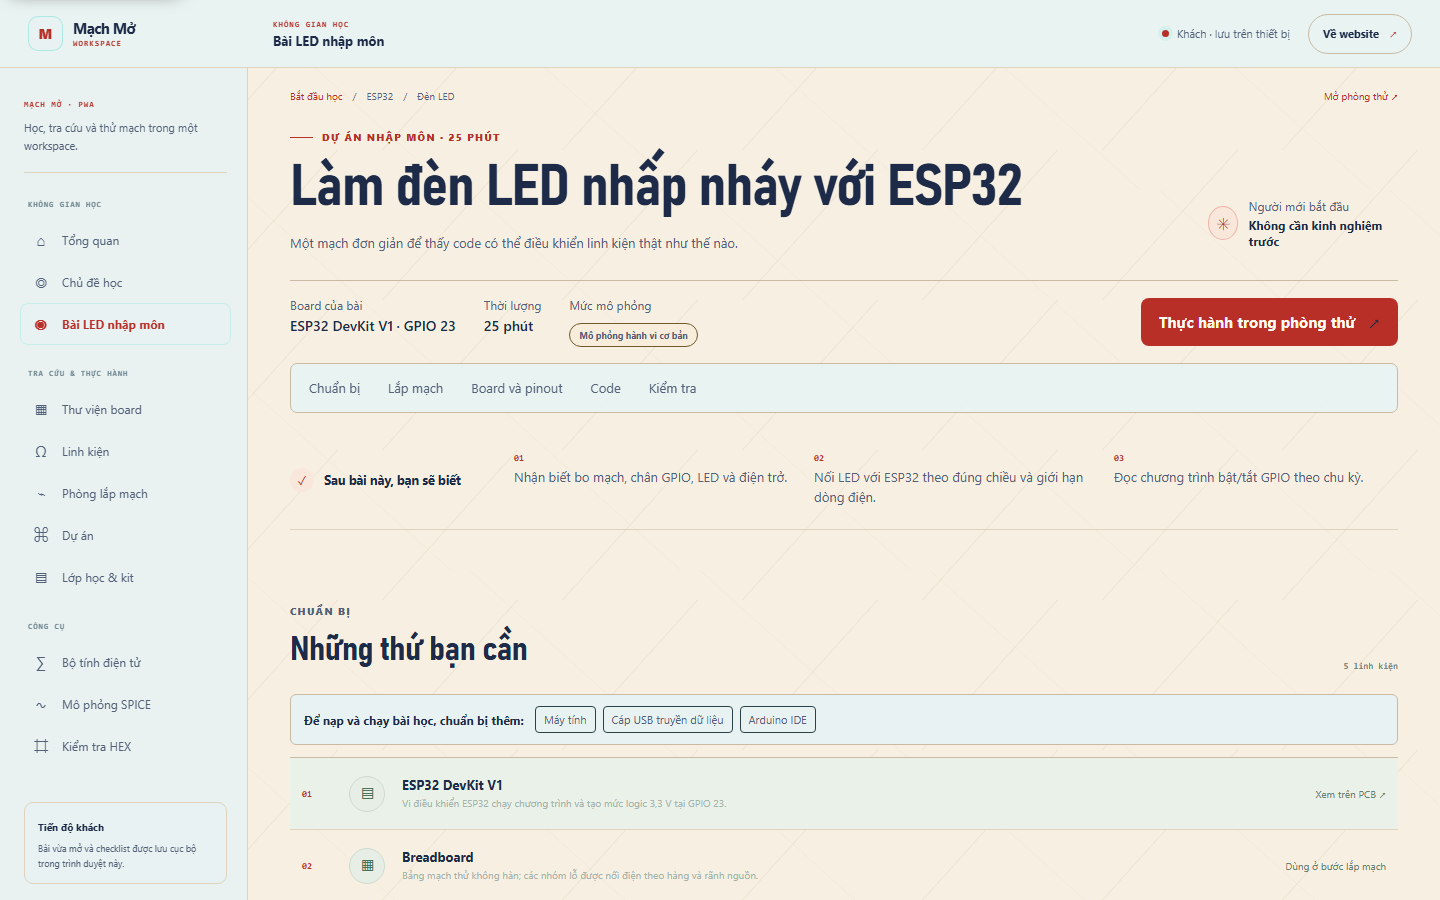 M
Mạch Mở
WORKSPACE
KHÔNG GIAN HỌC
Bài LED nhập môn
Khách · lưu trên thiết bị
Về website ↗
MẠCH MỞ · PWA
Học, tra cứu và thử mạch trong một
workspace.
KHÔNG GIAN HỌC
Tổng quan
Chủ đề học
Bài LED nhập môn
TRA CỨU & THỰC HÀNH
Thư viện board
Linh kiện
Phòng lắp mạch
Dự án
Lớp học & kit
CÔNG CỤ
Bộ tính điện tử
Mô phỏng SPICE
Kiểm tra HEX
Tiến độ khách
Bài vừa mở và checklist được lưu cục bộ
trong trình duyệt này.
Bắt đầu học / ESP32 / Đèn LED
Mở phòng thử ↗
DỰ ÁN NHẬP MÔN · 25 PHÚT
Làm đèn LED nhấp nháy với ESP32
Một mạch đơn giản để thấy code có thể điều khiển linh kiện thật như thế nào.
Người mới bắt đầu
Không cần kinh nghiệm
trước
Board của bài
ESP32 DevKit V1 · GPIO 23
Thời lượng
25 phút
Mức mô phỏng
Mô phỏng hành vi cơ bản
Thực hành trong phòng thử ↗
Chuẩn bị Lắp mạch Board và pinout Code Kiểm tra
✓ Sau bài này, bạn sẽ biết
01
Nhận biết bo mạch, chân GPIO, LED và điện trở.
02
Nối LED với ESP32 theo đúng chiều và giới hạn
dòng điện.
03
Đọc chương trình bật/tắt GPIO theo chu kỳ.
CHUẨN BỊ
Những thứ bạn cần
5 linh kiện
Để nạp và chạy bài học, chuẩn bị thêm: Máy tính Cáp USB truyền dữ liệu Arduino IDE
01
ESP32 DevKit V1
Vi điều khiển ESP32 chạy chương trình và tạo mức logic 3,3 V tại GPIO 23.
Xem trên PCB ↗
02
Breadboard
Bảng mạch thử không hàn; các nhóm lỗ được nối điện theo hàng và rãnh nguồn.
Dùng ở bước lắp mạch